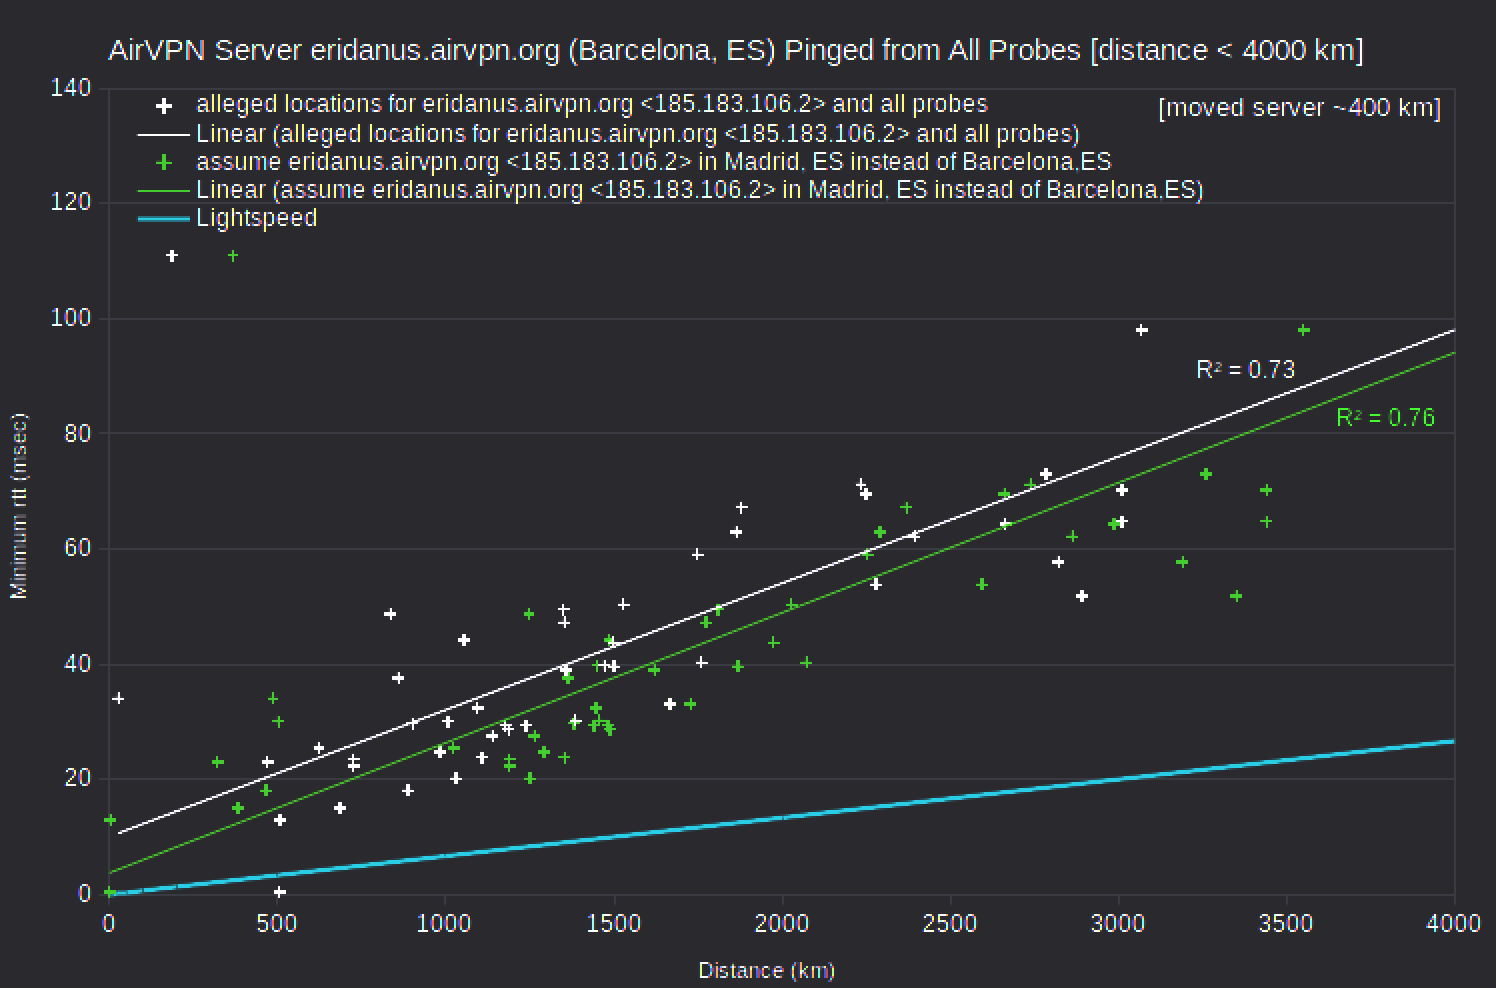 AirVPN Server eridanus.airvpn.org (Barcelona, ES) Pinged from All Probes [distance < 4000 km]
alleged locations for eridanus.airvpn.org <185.183.106.2> and all probes
[moved server ~400 km]
Linear (alleged locations for eridanus.airvpn.org <185.183.106.2> and all probes)
assume eridanus.airvpn.org <185.183.106.2> in Madrid, ES instead of Barcelona,ES
Linear (assume eridanus.airvpn.org <185.183.106.2> in Madrid, ES instead of Barcelona,ES)
Lightspeed
R² = 0.73
R² = 0.76
Minimum rtt (msec)
140
120
100
80
60
40
20
0
0 500 1000 1500 2000 2500 3000 3500 4000
Distance (km)